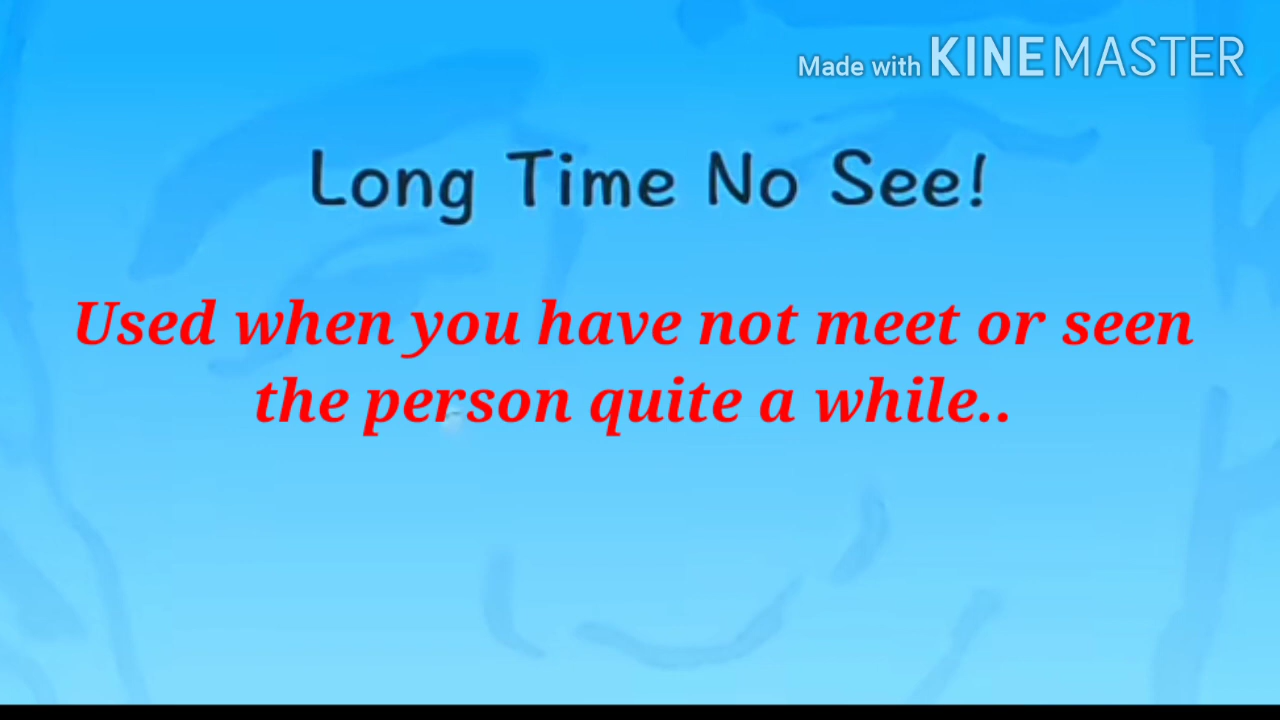 Made with KINEMASTER
Long Time No See!
Used when you have not meet or seen
the person quite a while..